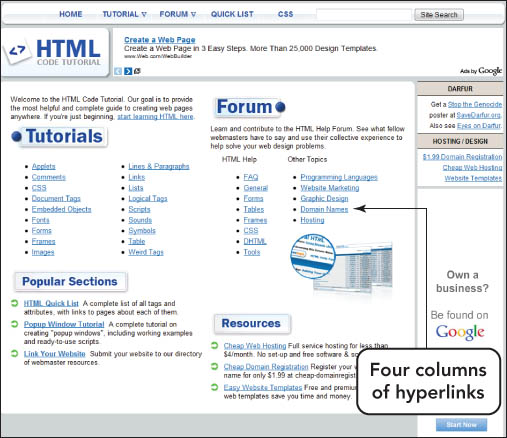 HOME TUTORIAL ▽ FORUM ▽ QUICK LIST CSS Site Search
HTML
CODE TUTORIAL
Create a Web Page
Create a Web Page in 3 Easy Steps. More Than 25,000 Design Templates.
www.Web.com/WebBuilder
Ads by Google
Welcome to the HTML Code Tutorial. Our goal is to provide
the most helpful and complete guide to creating web pages
anywhere. If you're just beginning, start learning HTML here.
Tutorials
Applets
Comments
CSS
Document Tags
Embedded Objects
Fonts
Forms
Frames
Images
Lines & Paragraphs
Links
Lists
Logical Tags
Scripts
Sounds
Symbols
Table
Weird Tags
Popular Sections
HTML Quick List A complete list of all tags and
attributes, with links to pages about each of them.
Popup Window Tutorial A complete tutorial on
creating "popup windows", including working examples
and ready-to-use scripts.
Link Your Website Submit your website to our directory
of webmaster resources.
Forum
Learn and contribute to the HTML Help Forum. See what fellow
webmasters have to say and use their collective experience to
help solve your web design problems.
HTML Help
FAQ
General
Forms
Tables
Frames
CSS
DHTML
Tools
Other Topics
Programming Languages
Website Marketing
Graphic Design
Domain Names
Hosting
Resources
Cheap Web Hosting Full service hosting for less than
$4/month. No set-up and free software &
Cheap Domain Registration Register your
name for only $1.99 at
Easy Website Templates Free and premium
web templates save you time and money.
DARFUR
Get a Stop the Genocide
poster at SaveDarfur.org.
Also see Eyes on Darfur.
HOSTING / DESIGN
$1.99 Domain Registration
Cheap Web Hosting
Website Templates
Own a
business?
Be found on
Google
Four columns
of hyperlinks
Start Now